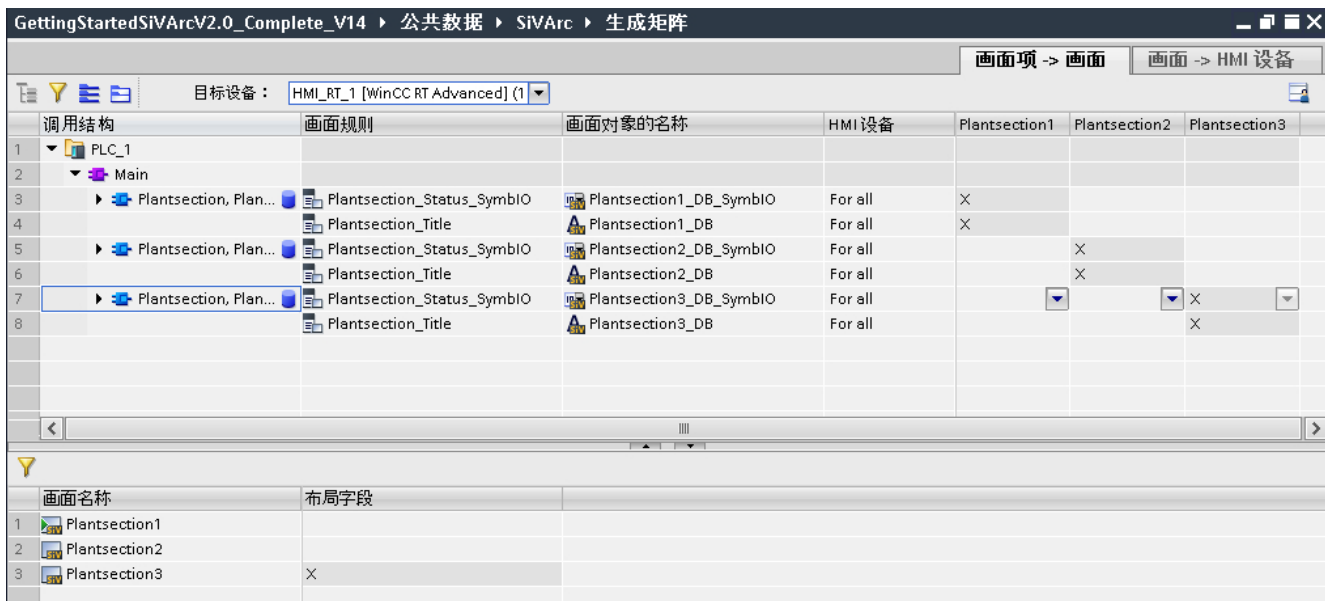 GettingStartedSiVArcV2.0_Complete_V14 ▸ 公共数据 ▸ SiVArc ▸ 生成矩阵
画面项 -> 画面 画面 -> HMI 设备
目标设备： HMI_RT_1 [WinCC RT Advanced] (1
调用结构 画面规则 画面对象的名称 HMI 设备 Plantsection1 Plantsection2 Plantsection3
1 PLC_1
2 Main
3 Plantsection, Plan... Plantsection_Status_SymbIO Plantsection1_DB_SymbIO For all X
4 Plantsection_Title Plantsection1_DB For all X
5 Plantsection, Plan... Plantsection_Status_SymbIO Plantsection2_DB_SymbIO For all X
6 Plantsection_Title Plantsection2_DB For all X
7 Plantsection, Plan... Plantsection_Status_SymbIO Plantsection3_DB_SymbIO For all X
8 Plantsection_Title Plantsection3_DB For all X
画面名称 布局字段
1 Plantsection1
2 Plantsection2
3 Plantsection3 X